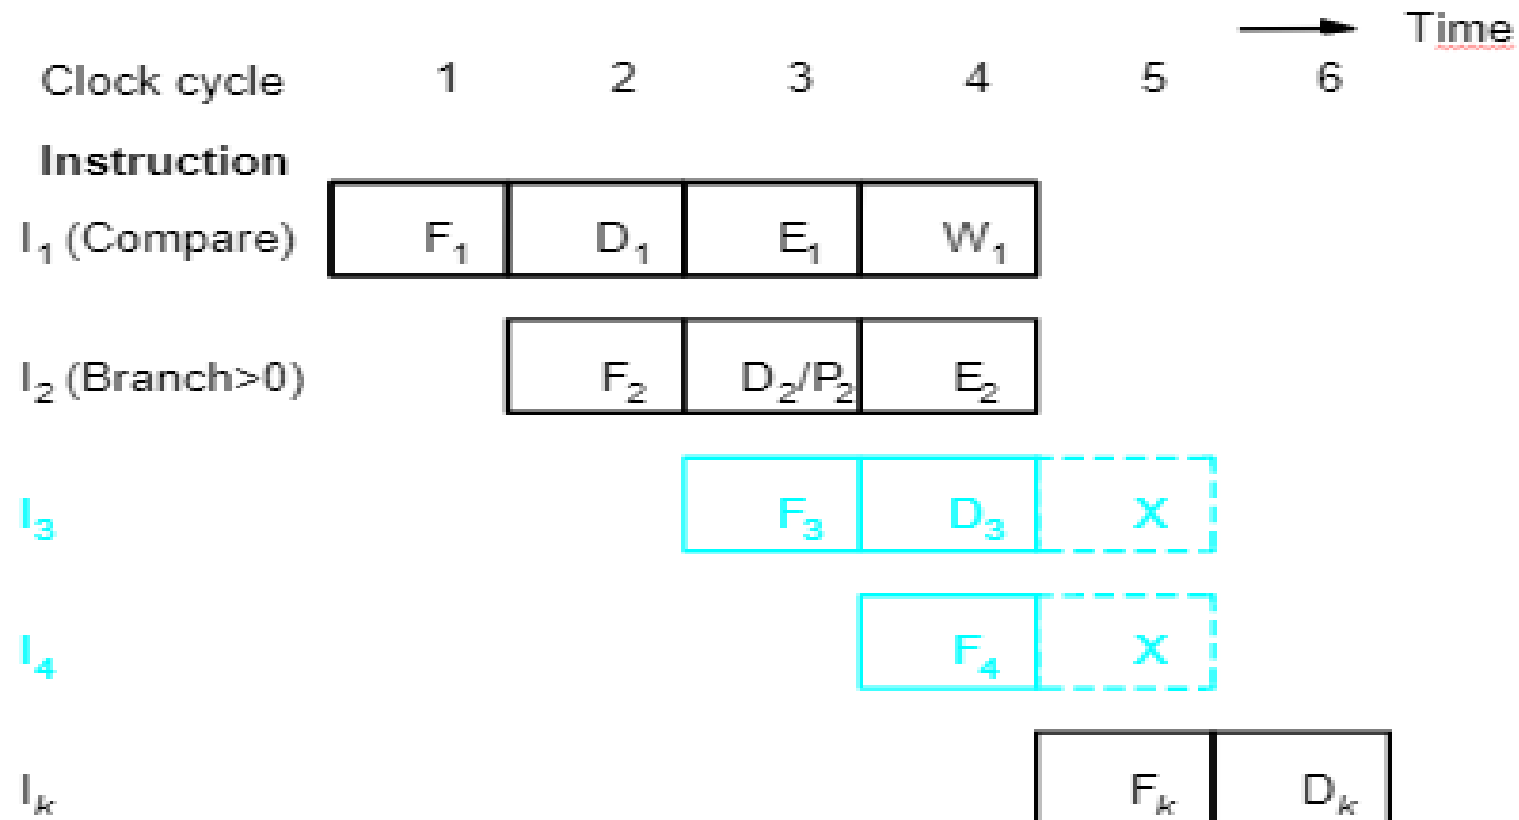 Time
Clock cycle 1 2 3 4 5 6
Instruction
I1 (Compare) F1 D1 E1 W1
I2 (Branch>0) F2 D2/P2 E2
I3 F3 D3 X
I4 F4 X
Ik Fk Dk